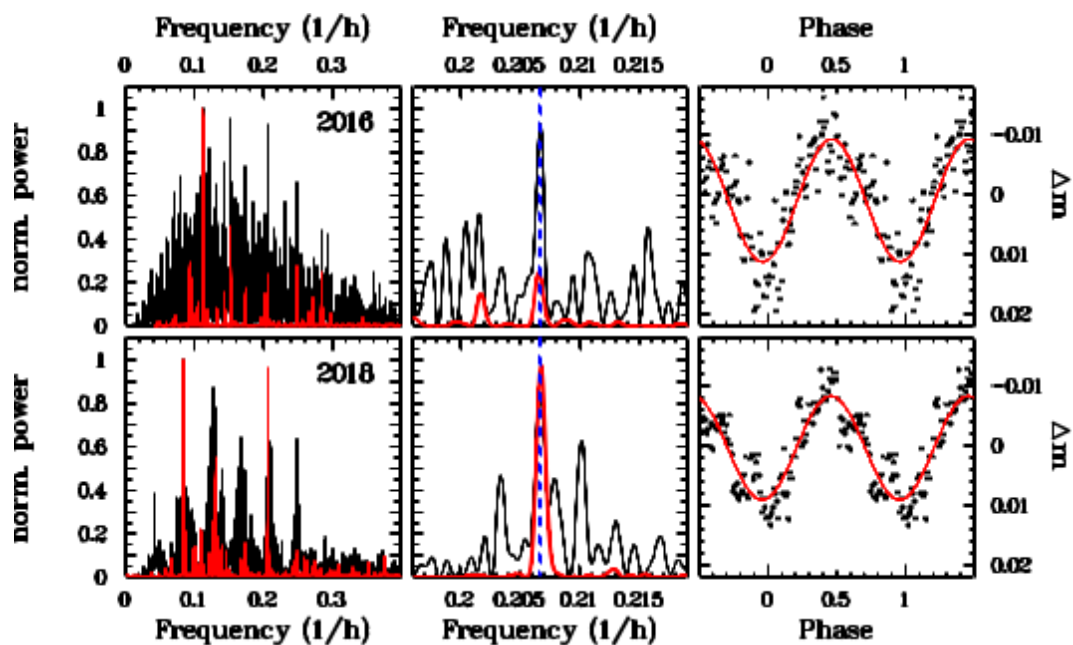 Frequency (1/h) Frequency (1/h) Phase
0 0.1 0.2 0.3 0.2 0.205 0.21 0.215 0 0.5 1
norm. power 1 0.8 0.6 0.4 0.2 0 2016 -0.01 0 0.01 0.02 Δm
norm. power 1 0.8 0.6 0.4 0.2 0 2018 -0.01 0 0.01 0.02 Δm
0 0.1 0.2 0.3 0.2 0.205 0.21 0.215 0 0.5 1
Frequency (1/h) Frequency (1/h) Phase